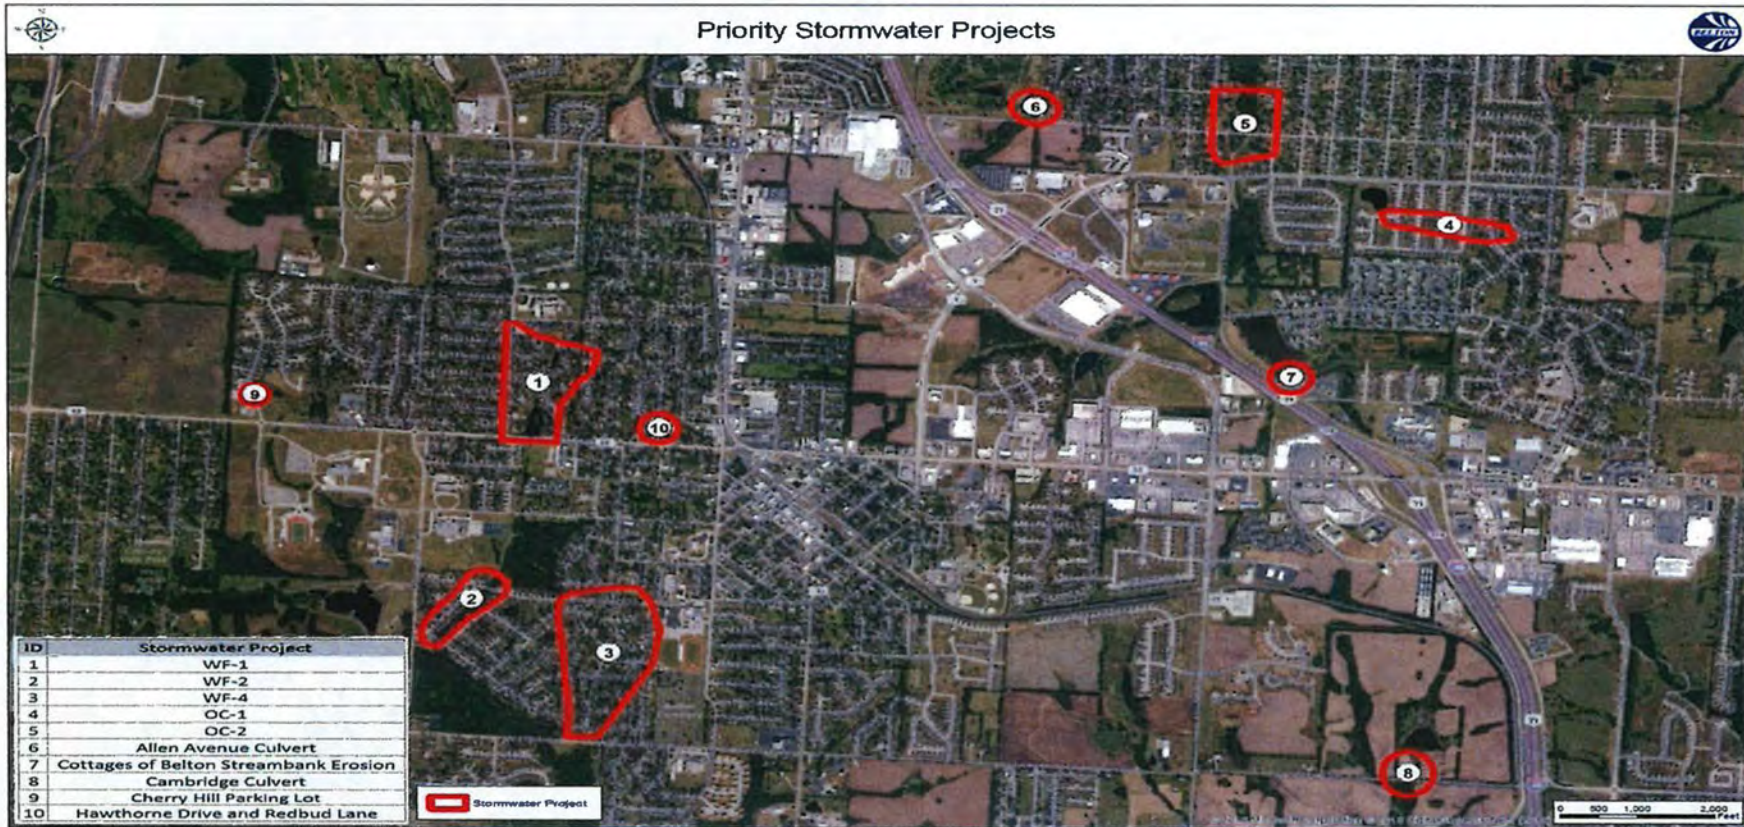 Priority Stormwater Projects
BELTON
6
5
4
1
7
9
10
2
3
8
ID Stormwater Project
1 WF-1
2 WF-2
3 WF-4
4 OC-1
5 OC-2
6 Allen Avenue Culvert
7 Cottages of Belton Streambank Erosion
8 Cambridge Culvert
9 Cherry Hill Parking Lot
10 Hawthorne Drive and Redbud Lane
Stormwater Project
0 500 1,000 2,000
Feet